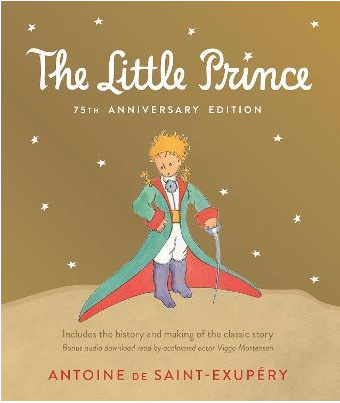 The Little Prince
75TH ANNIVERSARY EDITION
Includes the history and making of the classic story
Bonus audio download read by acclaimed actor Viggo Mortensen
ANTOINE DE SAINT-EXUPÉRY